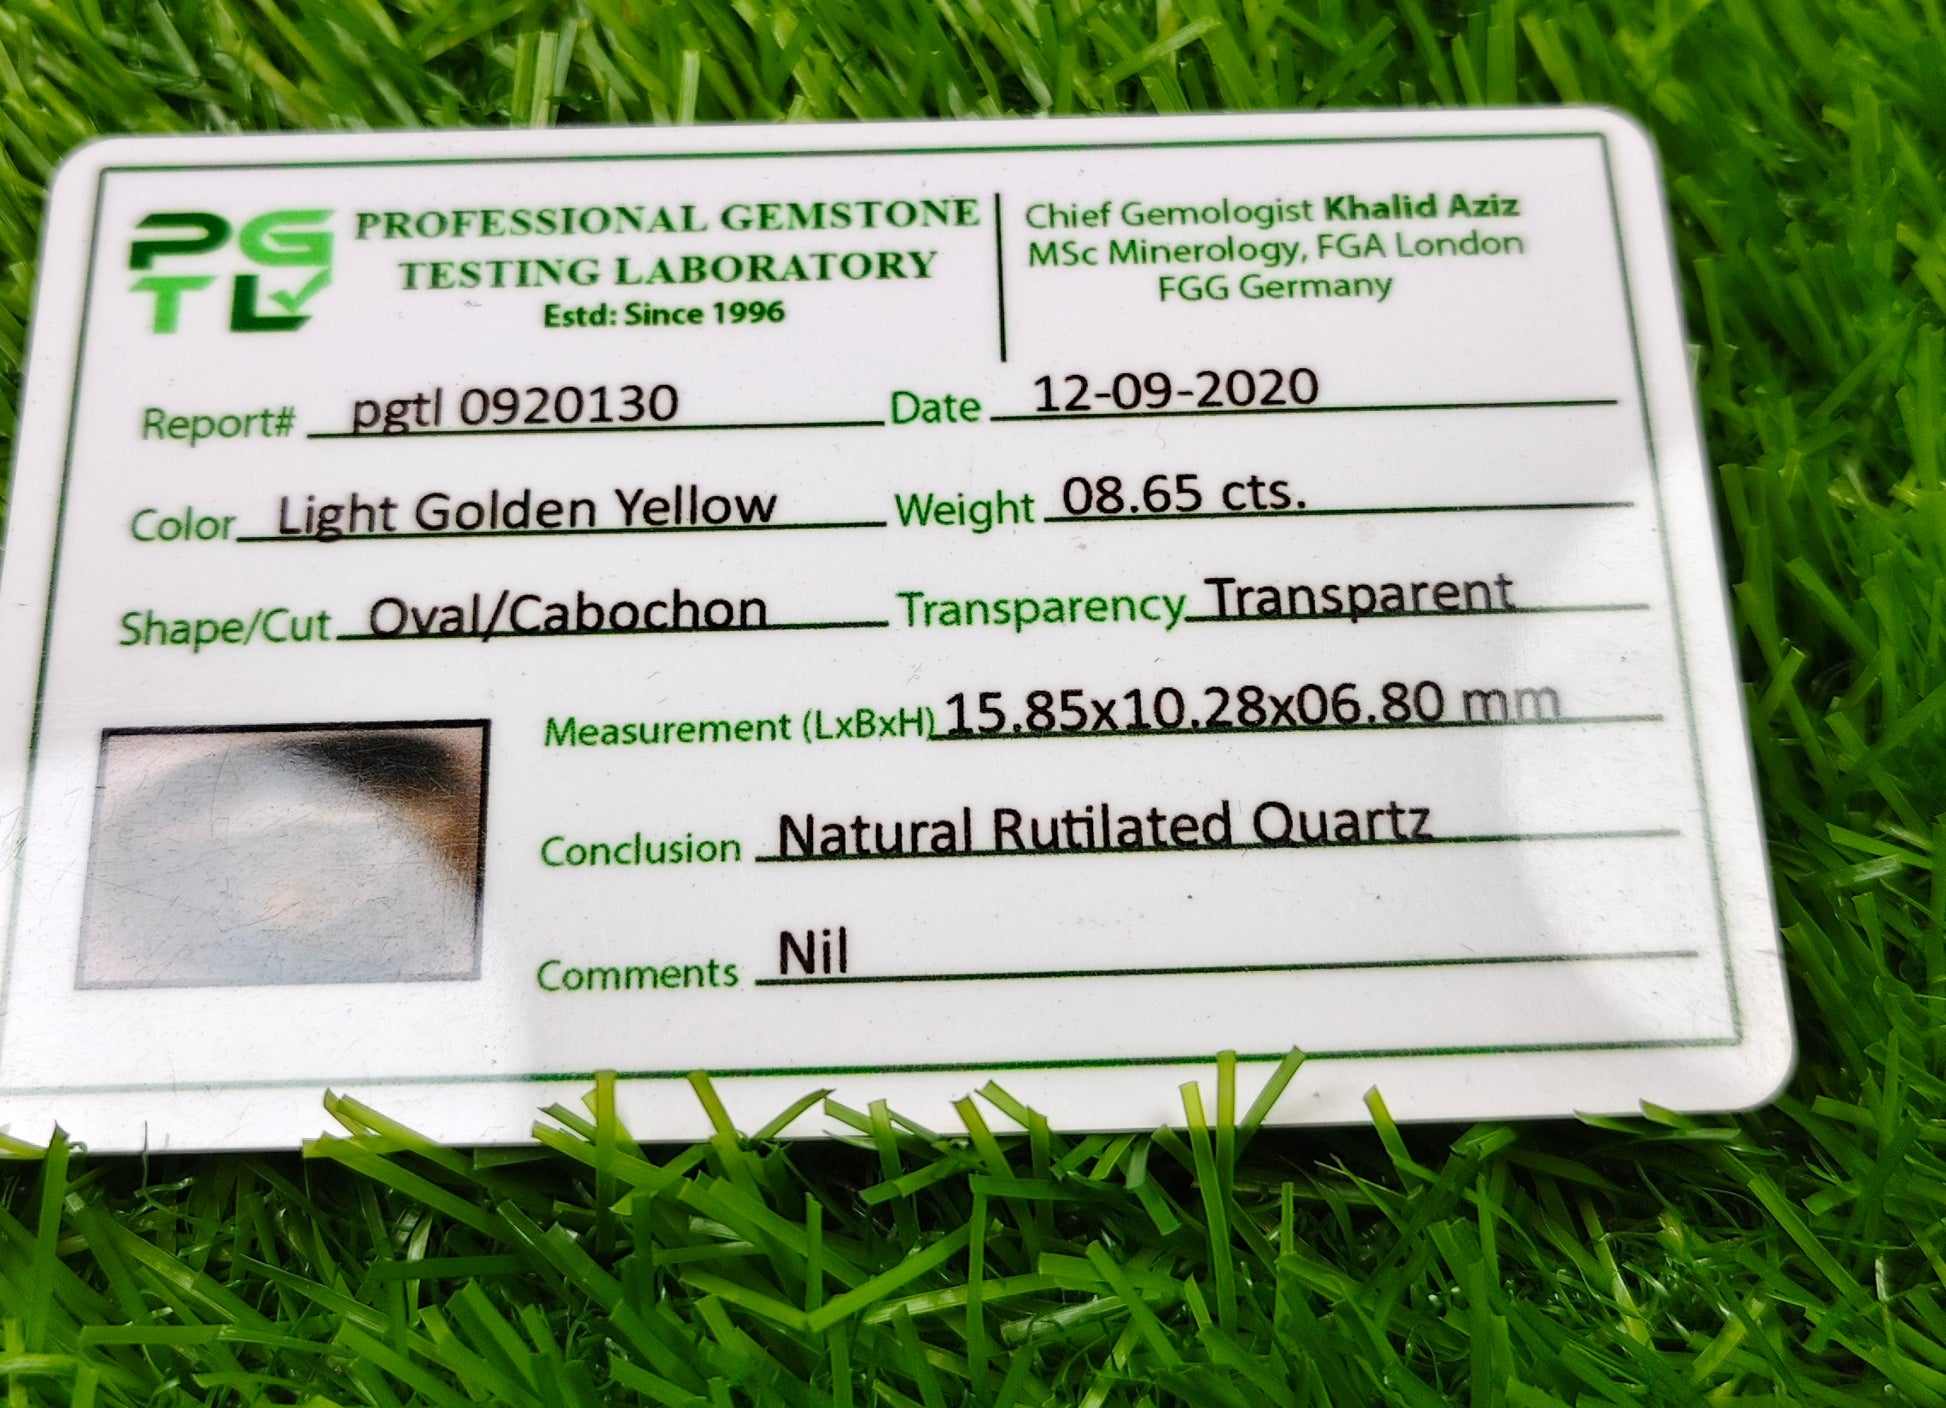 PG
TL
PROFESSIONAL GEMSTONE
TESTING LABORATORY
Estd: Since 1996
Chief Gemologist Khalid Aziz
MSc Minerology, FGA London
FGG Germany
Report# pgtl 0920130 Date 12-09-2020
Color Light Golden Yellow Weight 08.65 cts.
Shape/Cut Oval/Cabochon Transparency Transparent
Measurement (LxBxH) 15.85x10.28x06.80 mm
Conclusion Natural Rutilated Quartz
Comments Nil